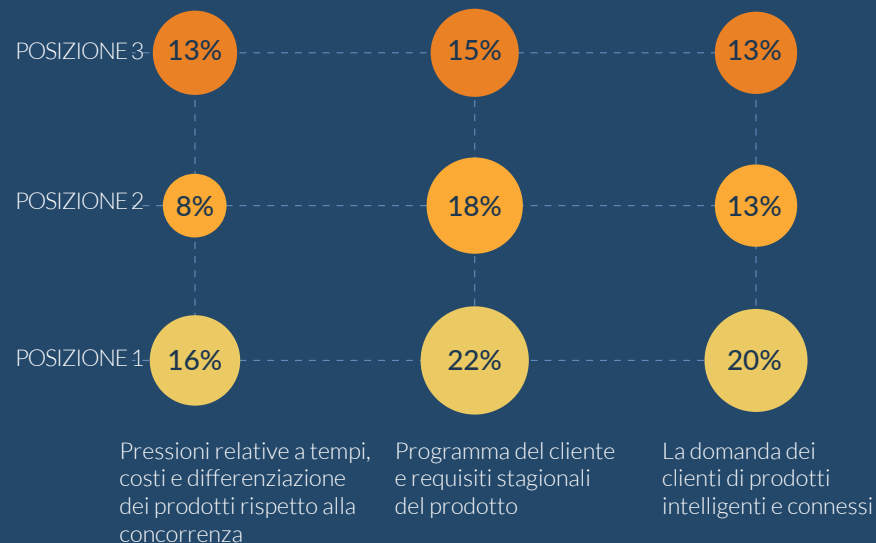 POSIZIONE 3 13% 15% 13%
POSIZIONE 2 8% 18% 13%
POSIZIONE 1 16% 22% 20%
Pressioni relative a tempi,
costi e differenziazione
dei prodotti rispetto alla
concorrenza
Programma del cliente
e requisiti stagionali
del prodotto
La domanda dei
clienti di prodotti
intelligenti e connessi